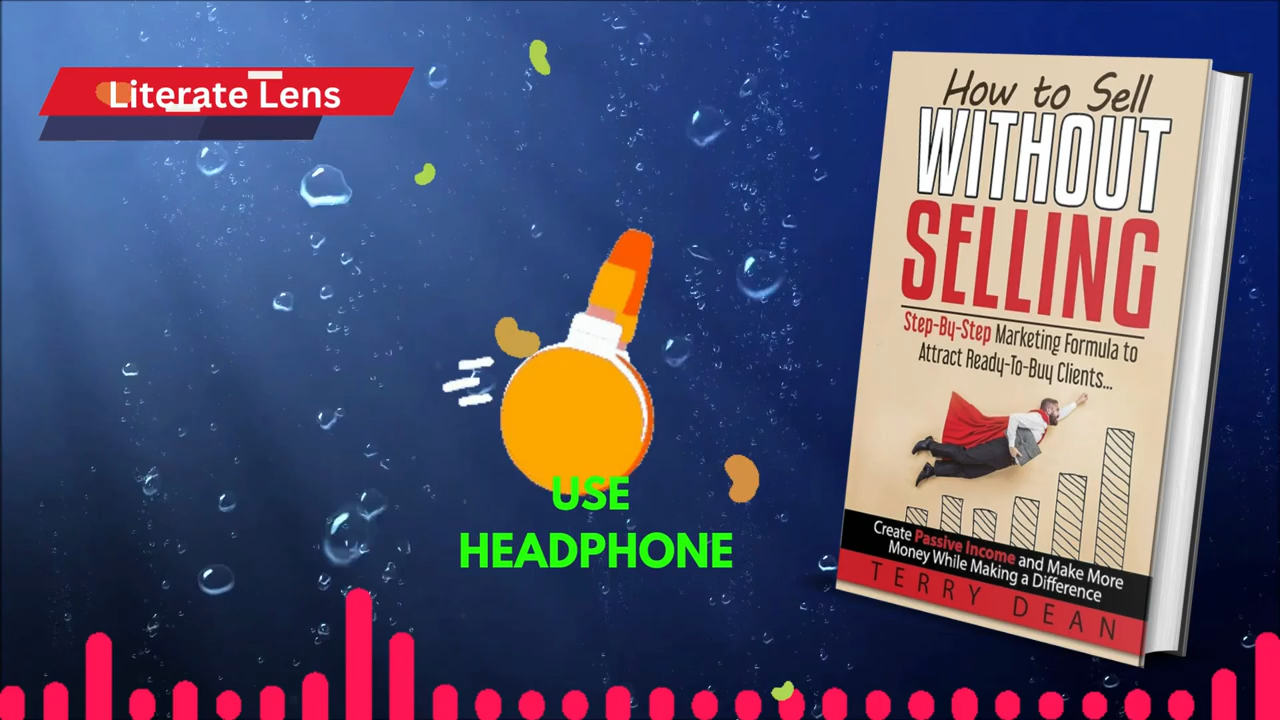 Literate Lens
How to Sell
WITHOUT
SELLING
Step-By-Step Marketing Formula to
Attract Ready-To-Buy Clients...
Create Passive Income and Make More
Money While Making a Difference
TERRY DEAN
USE
HEADPHONE